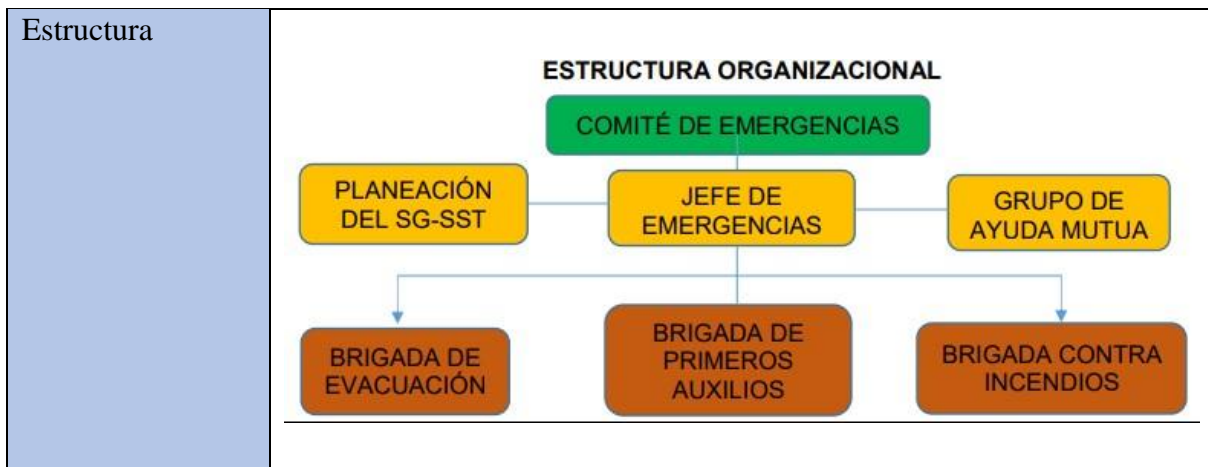 Estructura
ESTRUCTURA ORGANIZACIONAL
COMITÉ DE EMERGENCIAS
PLANEACIÓN
DEL SG-SST
JEFE DE
EMERGENCIAS
GRUPO DE
AYUDA MUTUA
BRIGADA DE
EVACUACIÓN
BRIGADA DE
PRIMEROS
AUXILIOS
BRIGADA CONTRA
INCENDIOS